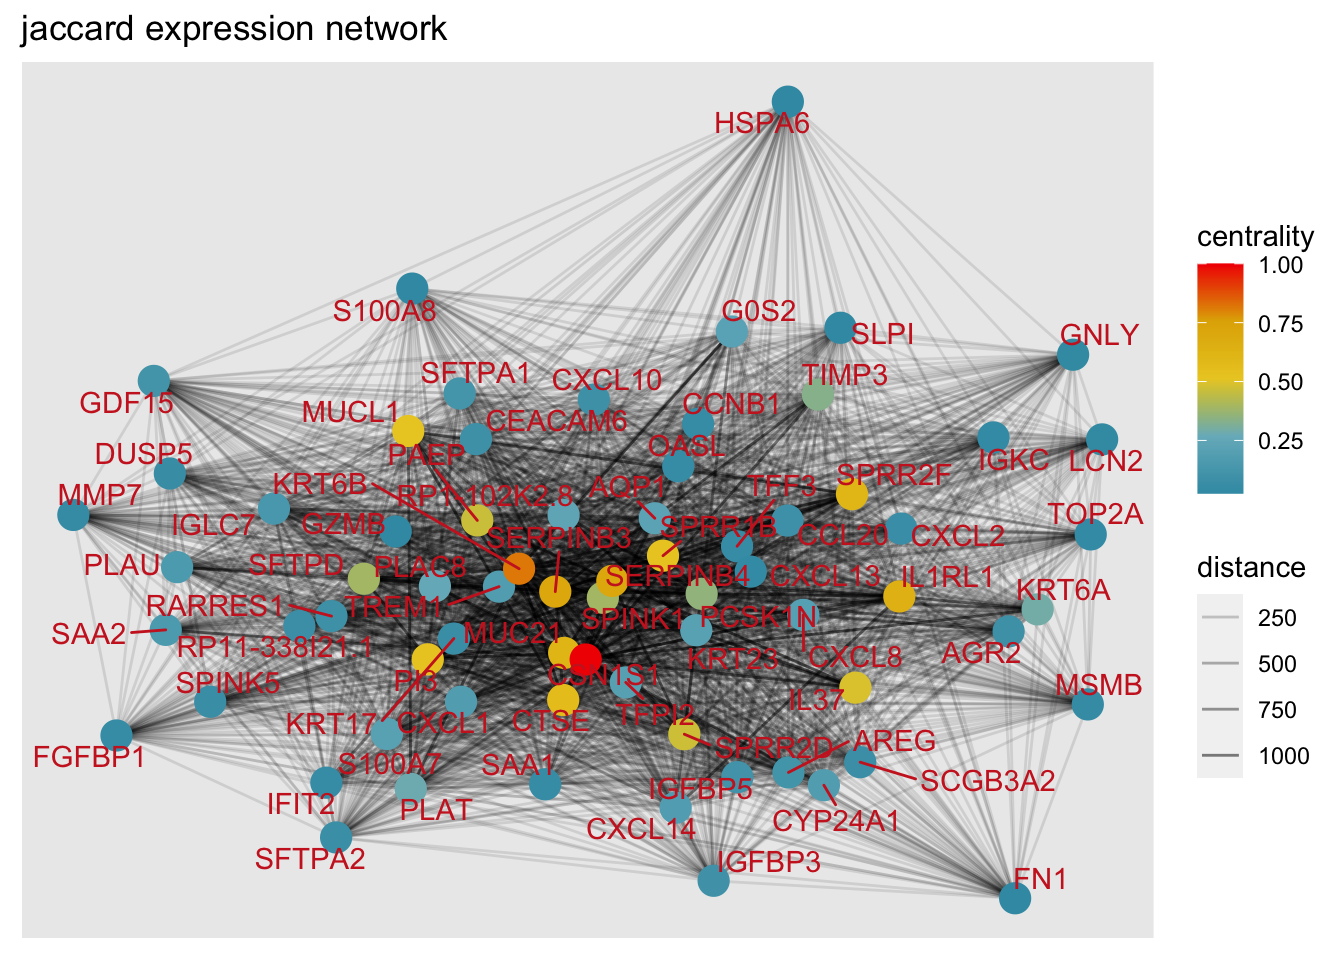 jaccard expression network
HSPA6
S100A8
G0S2
SLPI
GNLY
SFTPA1
CXCL10
TIMP3
GDF15
MUCL1
CEACAM6
CCNB1
DUSP5
PAEP
OASL
IGKC
LCN2
KRT6B
RP1-102K2.8
AQP1
TFF3
SPRR2F
MMP7
IGLC7
GZMB
SERPINB3
SPRR1B
CCL20
CXCL2
TOP2A
PLAU
SFTPD
PLAC8
SERPINB4
CXCL13
IL1RL1
KRT6A
RARRES1
TREM1
SPINK1
PCSK1N
SAA2
RP11-338I21.1
MUC21
KRT23
CXCL8
AGR2
SPINK5
PI3
CSN1S1
IL37
MSMB
KRT17
CXCL1
CTSE
TFPI2
FGFBP1
S100A7
SAA1
SPRR2D
AREG
SCGB3A2
IFIT2
PLAT
IGFBP5
CXCL14
CYP24A1
SFTPA2
IGFBP3
FN1
centrality
1.00
0.75
0.50
0.25
distance
250
500
750
1000